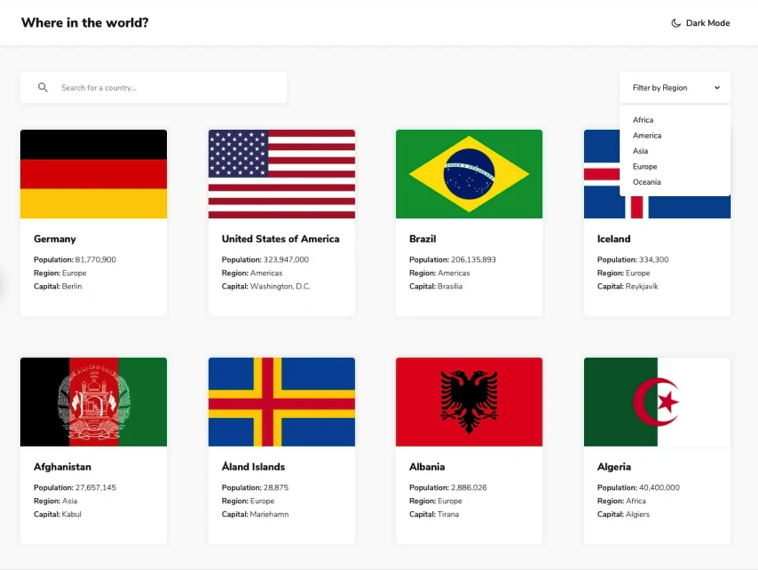 Where in the world?
Dark Mode
Search for a country...
Filter by Region
Africa
America
Asia
Europe
Oceania
Germany
Population: 81,770,900
Region: Europe
Capital: Berlin
United States of America
Population: 323,947,000
Region: Americas
Capital: Washington, D.C.
Brazil
Population: 206,135,893
Region: Americas
Capital: Brasília
Iceland
Population: 334,300
Region: Europe
Capital: Reykjavík
Afghanistan
Population: 27,657,145
Region: Asia
Capital: Kabul
Åland Islands
Population: 28,875
Region: Europe
Capital: Mariehamn
Albania
Population: 2,886,026
Region: Europe
Capital: Tirana
Algeria
Population: 40,400,000
Region: Africa
Capital: Algiers